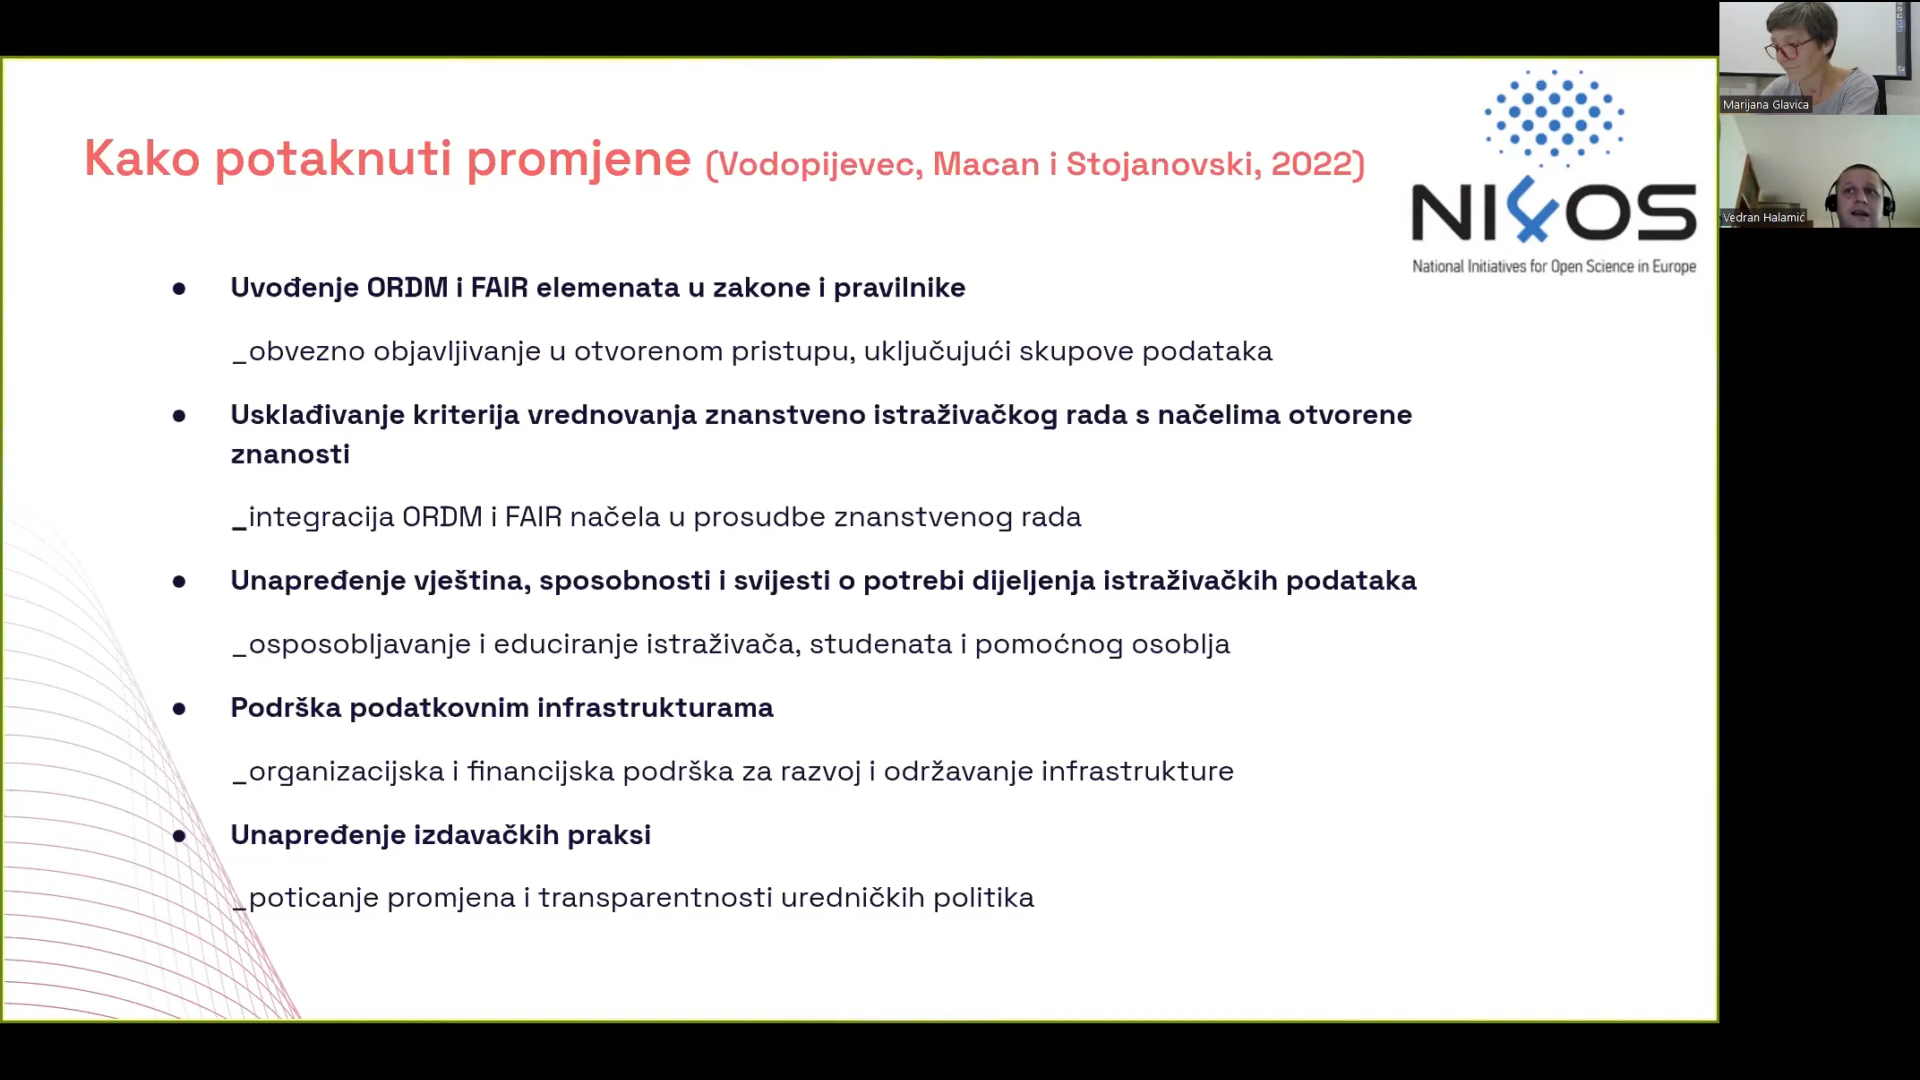 Kako potaknuti promjene (Vodopijevec, Macan i Stojanovski, 2022)
NI4OS
National Initiatives for Open Science in Europe
● Uvođenje ORDM i FAIR elemenata u zakone i pravilnike
_obvezno objavljivanje u otvorenom pristupu, uključujući skupove podataka
● Usklađivanje kriterija vrednovanja znanstveno istraživačkog rada s načelima otvorene
znanosti
_integracija ORDM i FAIR načela u prosudbe znanstvenog rada
● Unapređenje vještina, sposobnosti i svijesti o potrebi dijeljenja istraživačkih podataka
_osposobljavanje i educiranje istraživača, studenata i pomoćnog osoblja
● Podrška podatkovnim infrastrukturama
_organizacijska i financijska podrška za razvoj i održavanje infrastrukture
● Unapređenje izdavačkih praksi
_poticanje promjena i transparentnosti uredničkih politika
Marijana Glavica
Vedran Halamić